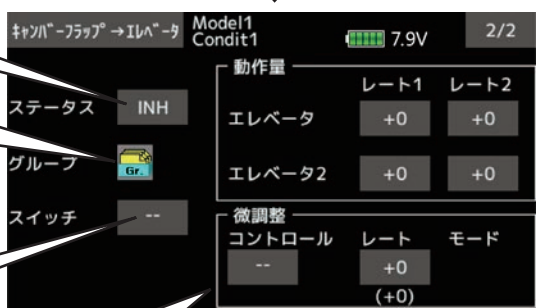 ｷｬﾝﾊﾞｰﾌﾗｯﾌﾟ→ｴﾚﾍﾞｰﾀ
Model1
Condit1
7.9V
2/2
動作量
レート1 レート2
ステータス INH
エレベータ +0 +0
グループ Gr.
エレベータ2 +0 +0
スイッチ --
微調整
コントロール レート モード
-- +0
(+0)